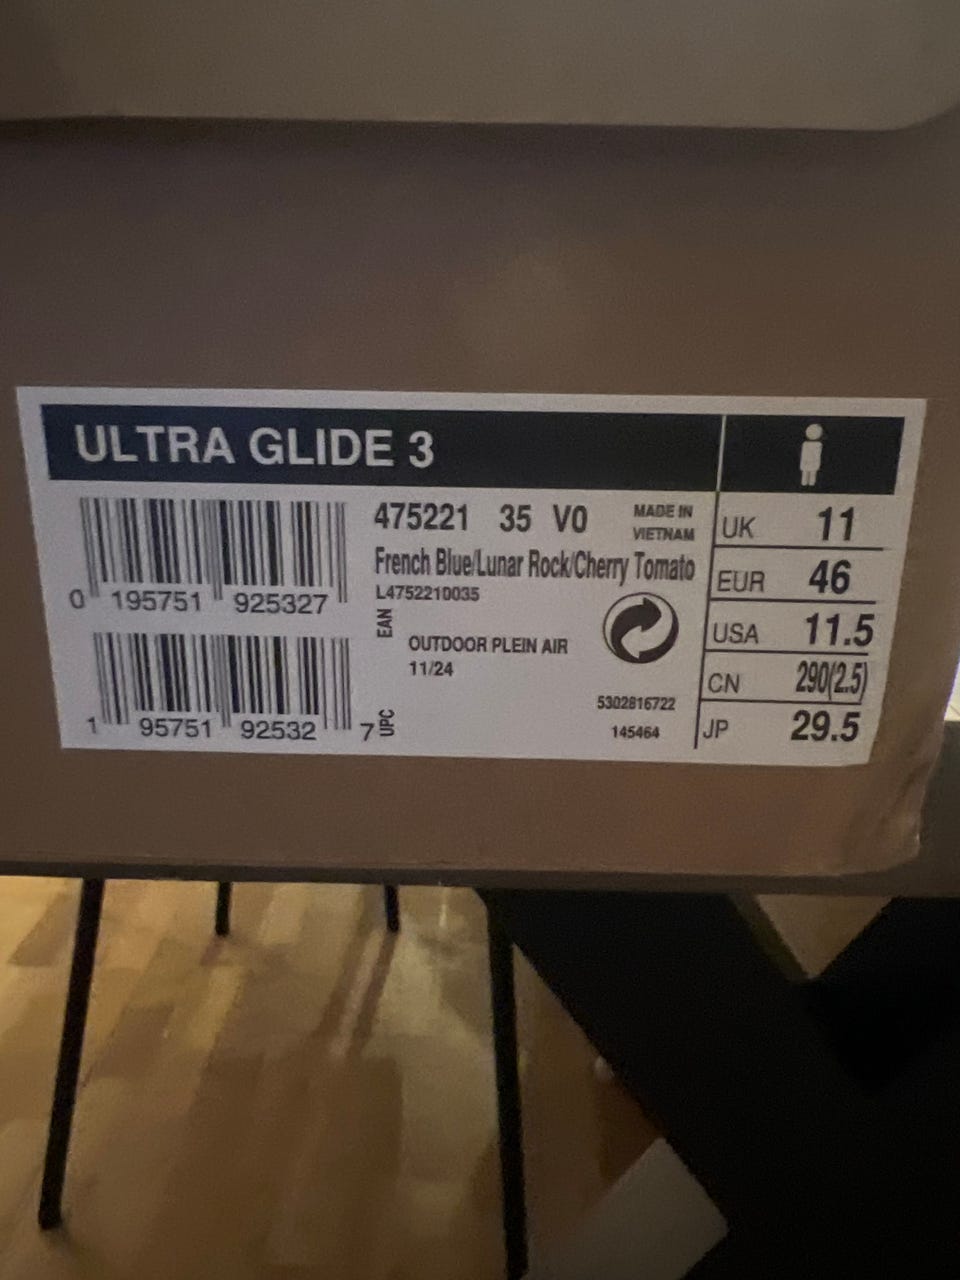 ULTRA GLIDE 3
475221 35 V0
MADE IN
VIETNAM
French Blue/Lunar Rock/Cherry Tomato
L4752210035
0 195751 925327
EAN
OUTDOOR PLEIN AIR
11/24
1 95751 92532 7
UPC
5302816722
145464
UK 11
EUR 46
USA 11.5
CN 290(2.5)
JP 29.5